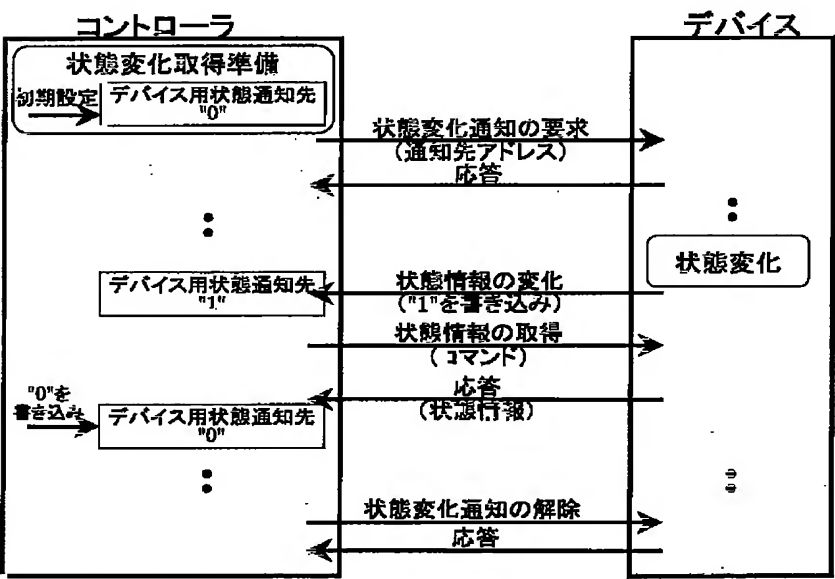 コントローラ
デバイス
状態変化取得準備
初期設定
デバイス用状態通知先
"0"
状態変化通知の要求
(通知先アドレス)
応答
状態変化
デバイス用状態通知先
"1"
状態情報の変化
("1"を書き込み)
状態情報の取得
(コマンド)
"0"を
書き込み
デバイス用状態通知先
"0"
応答
(状態情報)
状態変化通知の解除
応答